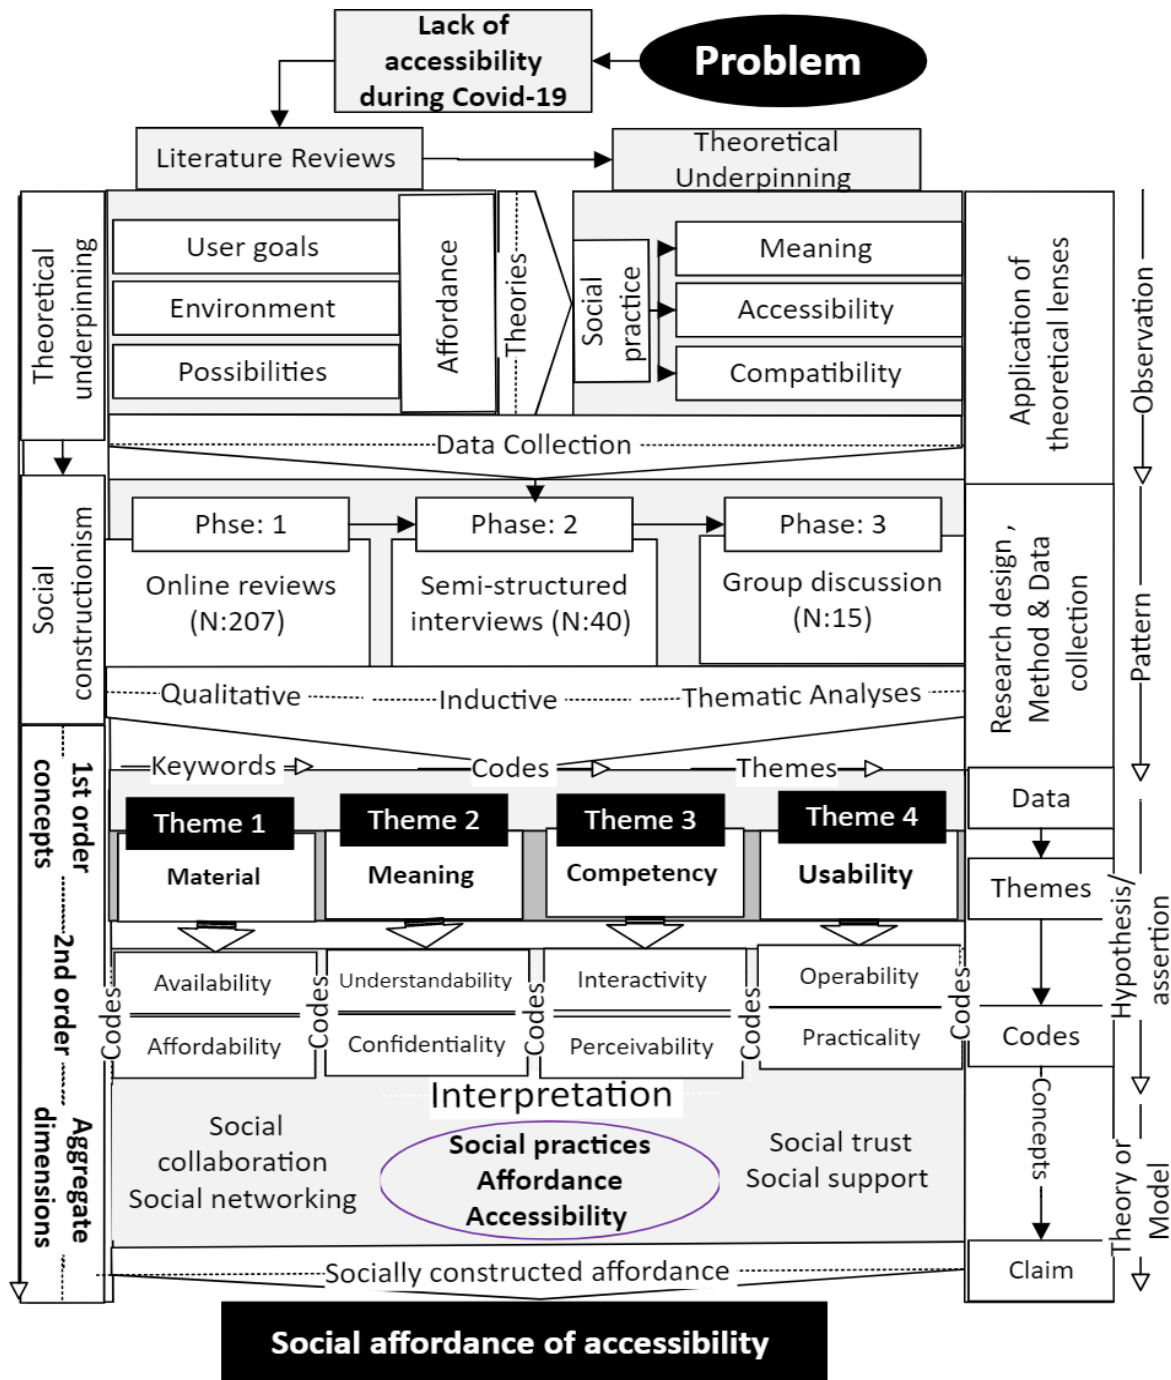 Problem
Lack of
accessibility
during Covid-19
Literature Reviews
Theoretical
Underpinning
Theoretical
underpinning
User goals
Environment
Possibilities
Affordance
Theories
Social
practice
Meaning
Accessibility
Compatibility
Application of
theoretical lenses
Observation
Data Collection
Social
constructionism
Phse: 1
Phase: 2
Phase: 3
Online reviews
(N:207)
Semi-structured
interviews (N:40)
Group discussion
(N:15)
Research design ,
Method & Data
collection
Pattern
Qualitative
Inductive
Thematic Analyses
Keywords
Codes
Themes
1st order
concepts
2nd order
Aggregate
dimensions
Theme 1
Theme 2
Theme 3
Theme 4
Material
Meaning
Competency
Usability
Data
Themes
Codes
Concepts
Claim
Hypothesis/
assertion
Theory or
Model
Codes
Availability
Affordability
Codes
Understandability
Confidentiality
Codes
Interactivity
Perceivability
Codes
Operability
Practicality
Codes
Interpretation
Social
collaboration
Social networking
Social practices
Affordance
Accessibility
Social trust
Social support
Socially constructed affordance
Social affordance of accessibility